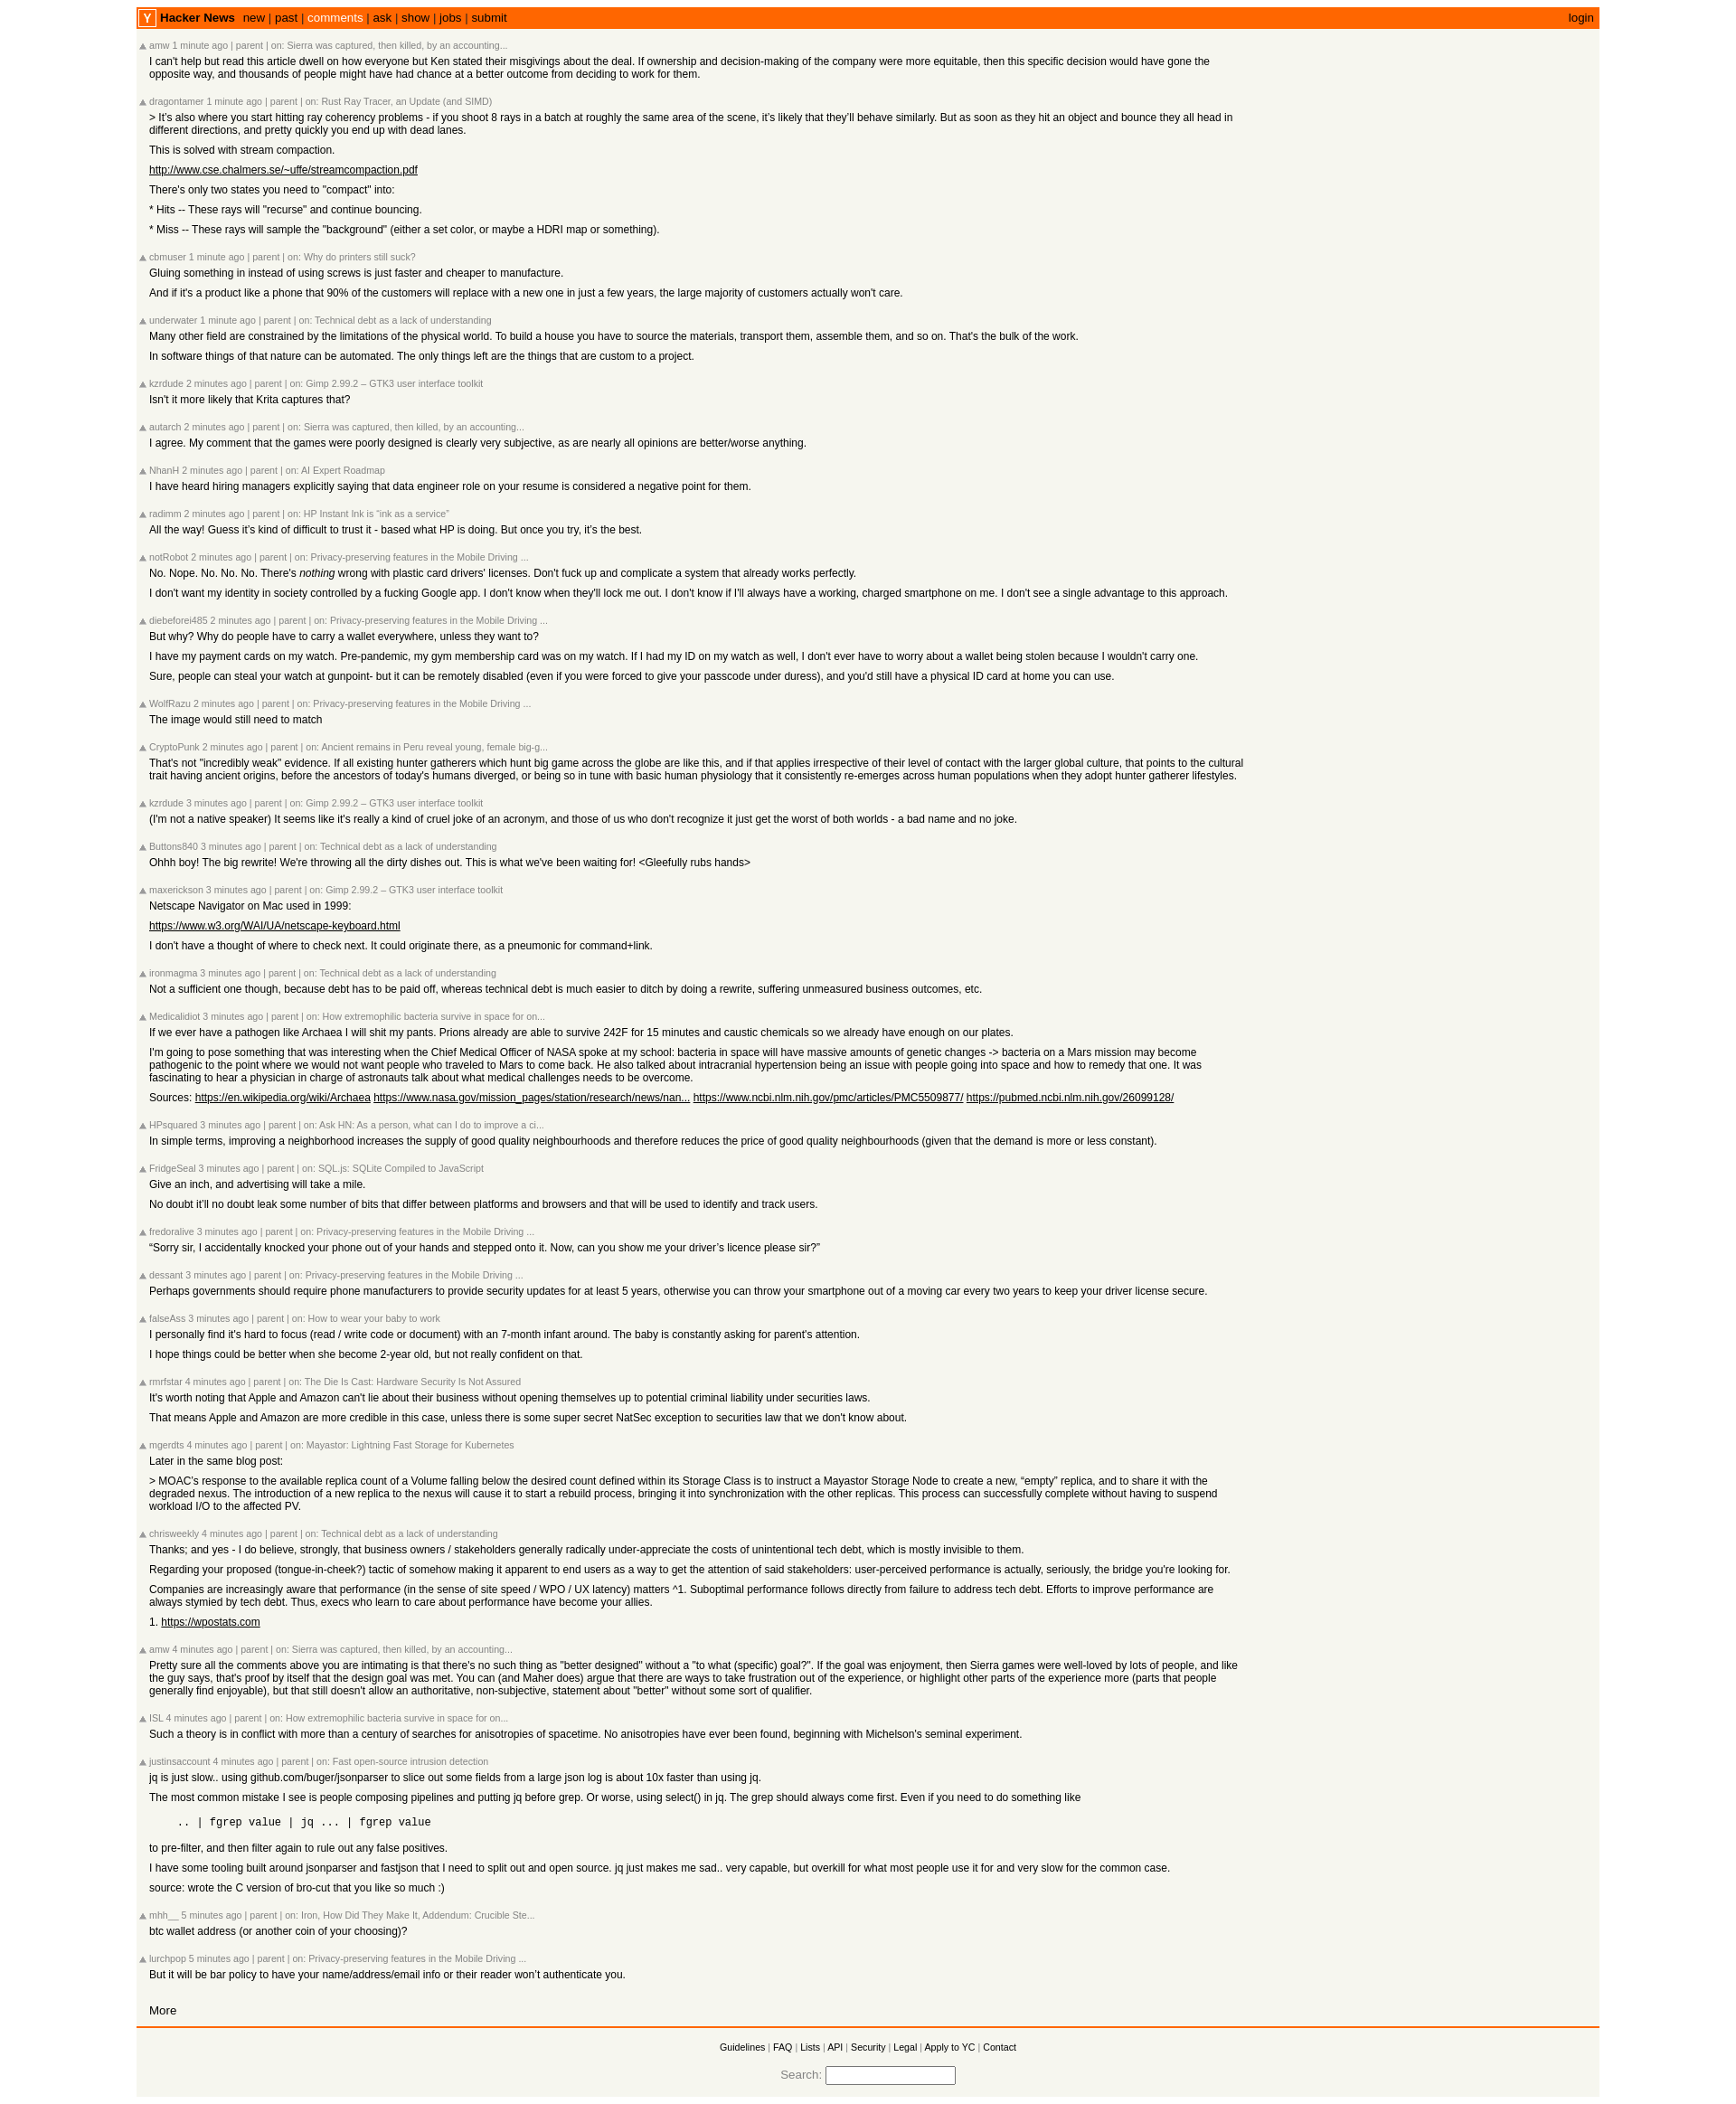 Y Hacker News new | past | comments | ask | show | jobs | submit login
amw 1 minute ago | parent | on: Sierra was captured, then killed, by an accounting...
I can't help but read this article dwell on how everyone but Ken stated their misgivings about the deal. If ownership and decision-making of the company were more equitable, then this specific decision would have gone the
opposite way, and thousands of people might have had chance at a better outcome from deciding to work for them.
dragontamer 1 minute ago | parent | on: Rust Ray Tracer, an Update (and SIMD)
> It's also where you start hitting ray coherency problems - if you shoot 8 rays in a batch at roughly the same area of the scene, it's likely that they'll behave similarly. But as soon as they hit an object and bounce they all head in
different directions, and pretty quickly you end up with dead lanes.
This is solved with stream compaction.
http://www.cse.chalmers.se/~uffe/streamcompaction.pdf
There's only two states you need to "compact" into:
* Hits -- These rays will "recurse" and continue bouncing.
* Miss -- These rays will sample the "background" (either a set color, or maybe a HDRI map or something).
cbmuser 1 minute ago | parent | on: Why do printers still suck?
Gluing something in instead of using screws is just faster and cheaper to manufacture.
And if it's a product like a phone that 90% of the customers will replace with a new one in just a few years, the large majority of customers actually won't care.
underwater 1 minute ago | parent | on: Technical debt as a lack of understanding
Many other field are constrained by the limitations of the physical world. To build a house you have to source the materials, transport them, assemble them, and so on. That's the bulk of the work.
In software things of that nature can be automated. The only things left are the things that are custom to a project.
kzrdude 2 minutes ago | parent | on: Gimp 2.99.2 – GTK3 user interface toolkit
Isn't it more likely that Krita captures that?
autarch 2 minutes ago | parent | on: Sierra was captured, then killed, by an accounting...
I agree. My comment that the games were poorly designed is clearly very subjective, as are nearly all opinions are better/worse anything.
NhanH 2 minutes ago | parent | on: AI Expert Roadmap
I have heard hiring managers explicitly saying that data engineer role on your resume is considered a negative point for them.
radimm 2 minutes ago | parent | on: HP Instant Ink is “ink as a service”
All the way! Guess it’s kind of difficult to trust it - based what HP is doing. But once you try, it's the best.
notRobot 2 minutes ago | parent | on: Privacy-preserving features in the Mobile Driving ...
No. Nope. No. No. No. There's nothing wrong with plastic card drivers' licenses. Don't fuck up and complicate a system that already works perfectly.
I don't want my identity in society controlled by a fucking Google app. I don't know when they'll lock me out. I don't know if I'll always have a working, charged smartphone on me. I don't see a single advantage to this approach.
diebeforei485 2 minutes ago | parent | on: Privacy-preserving features in the Mobile Driving ...
But why? Why do people have to carry a wallet everywhere, unless they want to?
I have my payment cards on my watch. Pre-pandemic, my gym membership card was on my watch. If I had my ID on my watch as well, I don't ever have to worry about a wallet being stolen because I wouldn't carry one.
Sure, people can steal your watch at gunpoint- but it can be remotely disabled (even if you were forced to give your passcode under duress), and you'd still have a physical ID card at home you can use.
WolfRazu 2 minutes ago | parent | on: Privacy-preserving features in the Mobile Driving ...
The image would still need to match
CryptoPunk 2 minutes ago | parent | on: Ancient remains in Peru reveal young, female big-g...
That's not "incredibly weak" evidence. If all existing hunter gatherers which hunt big game across the globe are like this, and if that applies irrespective of their level of contact with the larger global culture, that points to the cultural
trait having ancient origins, before the ancestors of today's humans diverged, or being so in tune with basic human physiology that it consistently re-emerges across human populations when they adopt hunter gatherer lifestyles.
kzrdude 3 minutes ago | parent | on: Gimp 2.99.2 – GTK3 user interface toolkit
(I'm not a native speaker) It seems like it's really a kind of cruel joke of an acronym, and those of us who don't recognize it just get the worst of both worlds - a bad name and no joke.
Buttons840 3 minutes ago | parent | on: Technical debt as a lack of understanding
Ohhh boy! The big rewrite! We're throwing all the dirty dishes out. This is what we've been waiting for! <Gleefully rubs hands>
maxerickson 3 minutes ago | parent | on: Gimp 2.99.2 – GTK3 user interface toolkit
Netscape Navigator on Mac used in 1999:
https://www.w3.org/WAI/UA/netscape-keyboard.html
I don't have a thought of where to check next. It could originate there, as a pneumonic for command+link.
ironmagma 3 minutes ago | parent | on: Technical debt as a lack of understanding
Not a sufficient one though, because debt has to be paid off, whereas technical debt is much easier to ditch by doing a rewrite, suffering unmeasured business outcomes, etc.
Medicalidiot 3 minutes ago | parent | on: How extremophilic bacteria survive in space for on...
If we ever have a pathogen like Archaea I will shit my pants. Prions already are able to survive 242F for 15 minutes and caustic chemicals so we already have enough on our plates.
I'm going to pose something that was interesting when the Chief Medical Officer of NASA spoke at my school: bacteria in space will have massive amounts of genetic changes -> bacteria on a Mars mission may become
pathogenic to the point where we would not want people who traveled to Mars to come back. He also talked about intracranial hypertension being an issue with people going into space and how to remedy that one. It was
fascinating to hear a physician in charge of astronauts talk about what medical challenges needs to be overcome.
Sources: https://en.wikipedia.org/wiki/Archaea https://www.nasa.gov/mission_pages/station/research/news/nan... https://www.ncbi.nlm.nih.gov/pmc/articles/PMC5509877/ https://pubmed.ncbi.nlm.nih.gov/26099128/
HPsquared 3 minutes ago | parent | on: Ask HN: As a person, what can I do to improve a ci...
In simple terms, improving a neighborhood increases the supply of good quality neighbourhoods and therefore reduces the price of good quality neighbourhoods (given that the demand is more or less constant).
FridgeSeal 3 minutes ago | parent | on: SQL.js: SQLite Compiled to JavaScript
Give an inch, and advertising will take a mile.
No doubt it’ll no doubt leak some number of bits that differ between platforms and browsers and that will be used to identify and track users.
fredoralive 3 minutes ago | parent | on: Privacy-preserving features in the Mobile Driving ...
“Sorry sir, I accidentally knocked your phone out of your hands and stepped onto it. Now, can you show me your driver’s licence please sir?”
dessant 3 minutes ago | parent | on: Privacy-preserving features in the Mobile Driving ...
Perhaps governments should require phone manufacturers to provide security updates for at least 5 years, otherwise you can throw your smartphone out of a moving car every two years to keep your driver license secure.
falseAss 3 minutes ago | parent | on: How to wear your baby to work
I personally find it's hard to focus (read / write code or document) with an 7-month infant around. The baby is constantly asking for parent's attention.
I hope things could be better when she become 2-year old, but not really confident on that.
rmrfstar 4 minutes ago | parent | on: The Die Is Cast: Hardware Security Is Not Assured
It's worth noting that Apple and Amazon can't lie about their business without opening themselves up to potential criminal liability under securities laws.
That means Apple and Amazon are more credible in this case, unless there is some super secret NatSec exception to securities law that we don't know about.
mgerdts 4 minutes ago | parent | on: Mayastor: Lightning Fast Storage for Kubernetes
Later in the same blog post:
> MOAC’s response to the available replica count of a Volume falling below the desired count defined within its Storage Class is to instruct a Mayastor Storage Node to create a new, “empty” replica, and to share it with the
degraded nexus. The introduction of a new replica to the nexus will cause it to start a rebuild process, bringing it into synchronization with the other replicas. This process can successfully complete without having to suspend
workload I/O to the affected PV.
chrisweekly 4 minutes ago | parent | on: Technical debt as a lack of understanding
Thanks; and yes - I do believe, strongly, that business owners / stakeholders generally radically under-appreciate the costs of unintentional tech debt, which is mostly invisible to them.
Regarding your proposed (tongue-in-cheek?) tactic of somehow making it apparent to end users as a way to get the attention of said stakeholders: user-perceived performance is actually, seriously, the bridge you're looking for.
Companies are increasingly aware that performance (in the sense of site speed / WPO / UX latency) matters ^1. Suboptimal performance follows directly from failure to address tech debt. Efforts to improve performance are
always stymied by tech debt. Thus, execs who learn to care about performance have become your allies.
1. https://wpostats.com
amw 4 minutes ago | parent | on: Sierra was captured, then killed, by an accounting...
Pretty sure all the comments above you are intimating is that there's no such thing as "better designed" without a "to what (specific) goal?". If the goal was enjoyment, then Sierra games were well-loved by lots of people, and like
the guy says, that's proof by itself that the design goal was met. You can (and Maher does) argue that there are ways to take frustration out of the experience, or highlight other parts of the experience more (parts that people
generally find enjoyable), but that still doesn't allow an authoritative, non-subjective, statement about "better" without some sort of qualifier.
ISL 4 minutes ago | parent | on: How extremophilic bacteria survive in space for on...
Such a theory is in conflict with more than a century of searches for anisotropies of spacetime. No anisotropies have ever been found, beginning with Michelson's seminal experiment.
justinsaccount 4 minutes ago | parent | on: Fast open-source intrusion detection
jq is just slow.. using github.com/buger/jsonparser to slice out some fields from a large json log is about 10x faster than using jq.
The most common mistake I see is people composing pipelines and putting jq before grep. Or worse, using select() in jq. The grep should always come first. Even if you need to do something like
.. | fgrep value | jq ... | fgrep value
to pre-filter, and then filter again to rule out any false positives.
I have some tooling built around jsonparser and fastjson that I need to split out and open source. jq just makes me sad.. very capable, but overkill for what most people use it for and very slow for the common case.
source: wrote the C version of bro-cut that you like so much :)
mhh__ 5 minutes ago | parent | on: Iron, How Did They Make It, Addendum: Crucible Ste...
btc wallet address (or another coin of your choosing)?
lurchpop 5 minutes ago | parent | on: Privacy-preserving features in the Mobile Driving ...
But it will be bar policy to have your name/address/email info or their reader won’t authenticate you.
More
Guidelines | FAQ | Lists | API | Security | Legal | Apply to YC | Contact
Search: